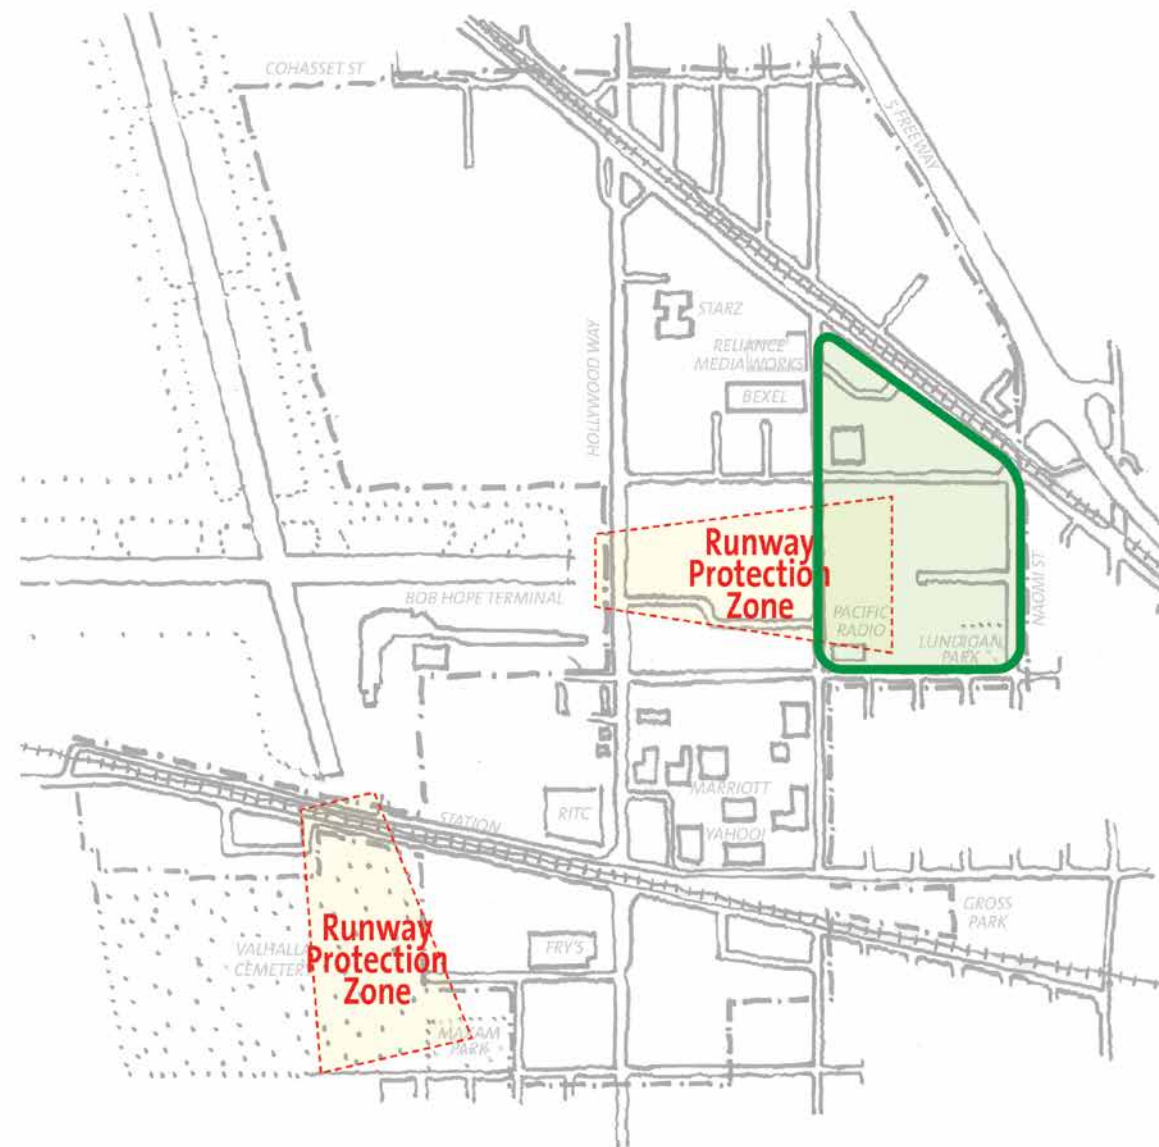 COHASSET ST
5 FREEWAY
HOLLYWOOD WAY
STARZ
RELIANCE
MEDIA WORKS
BEXEL
Runway
Protection
Zone
BOB HOPE TERMINAL
PACIFIC
RADIO
LUNDIGAN
PARK
NAOMI ST
MARRIOTT
YAHOO!
RITC
STATION
GROSS
PARK
FRY'S
VALHALLA
CEMETER
Runway
Protection
Zone
PARK